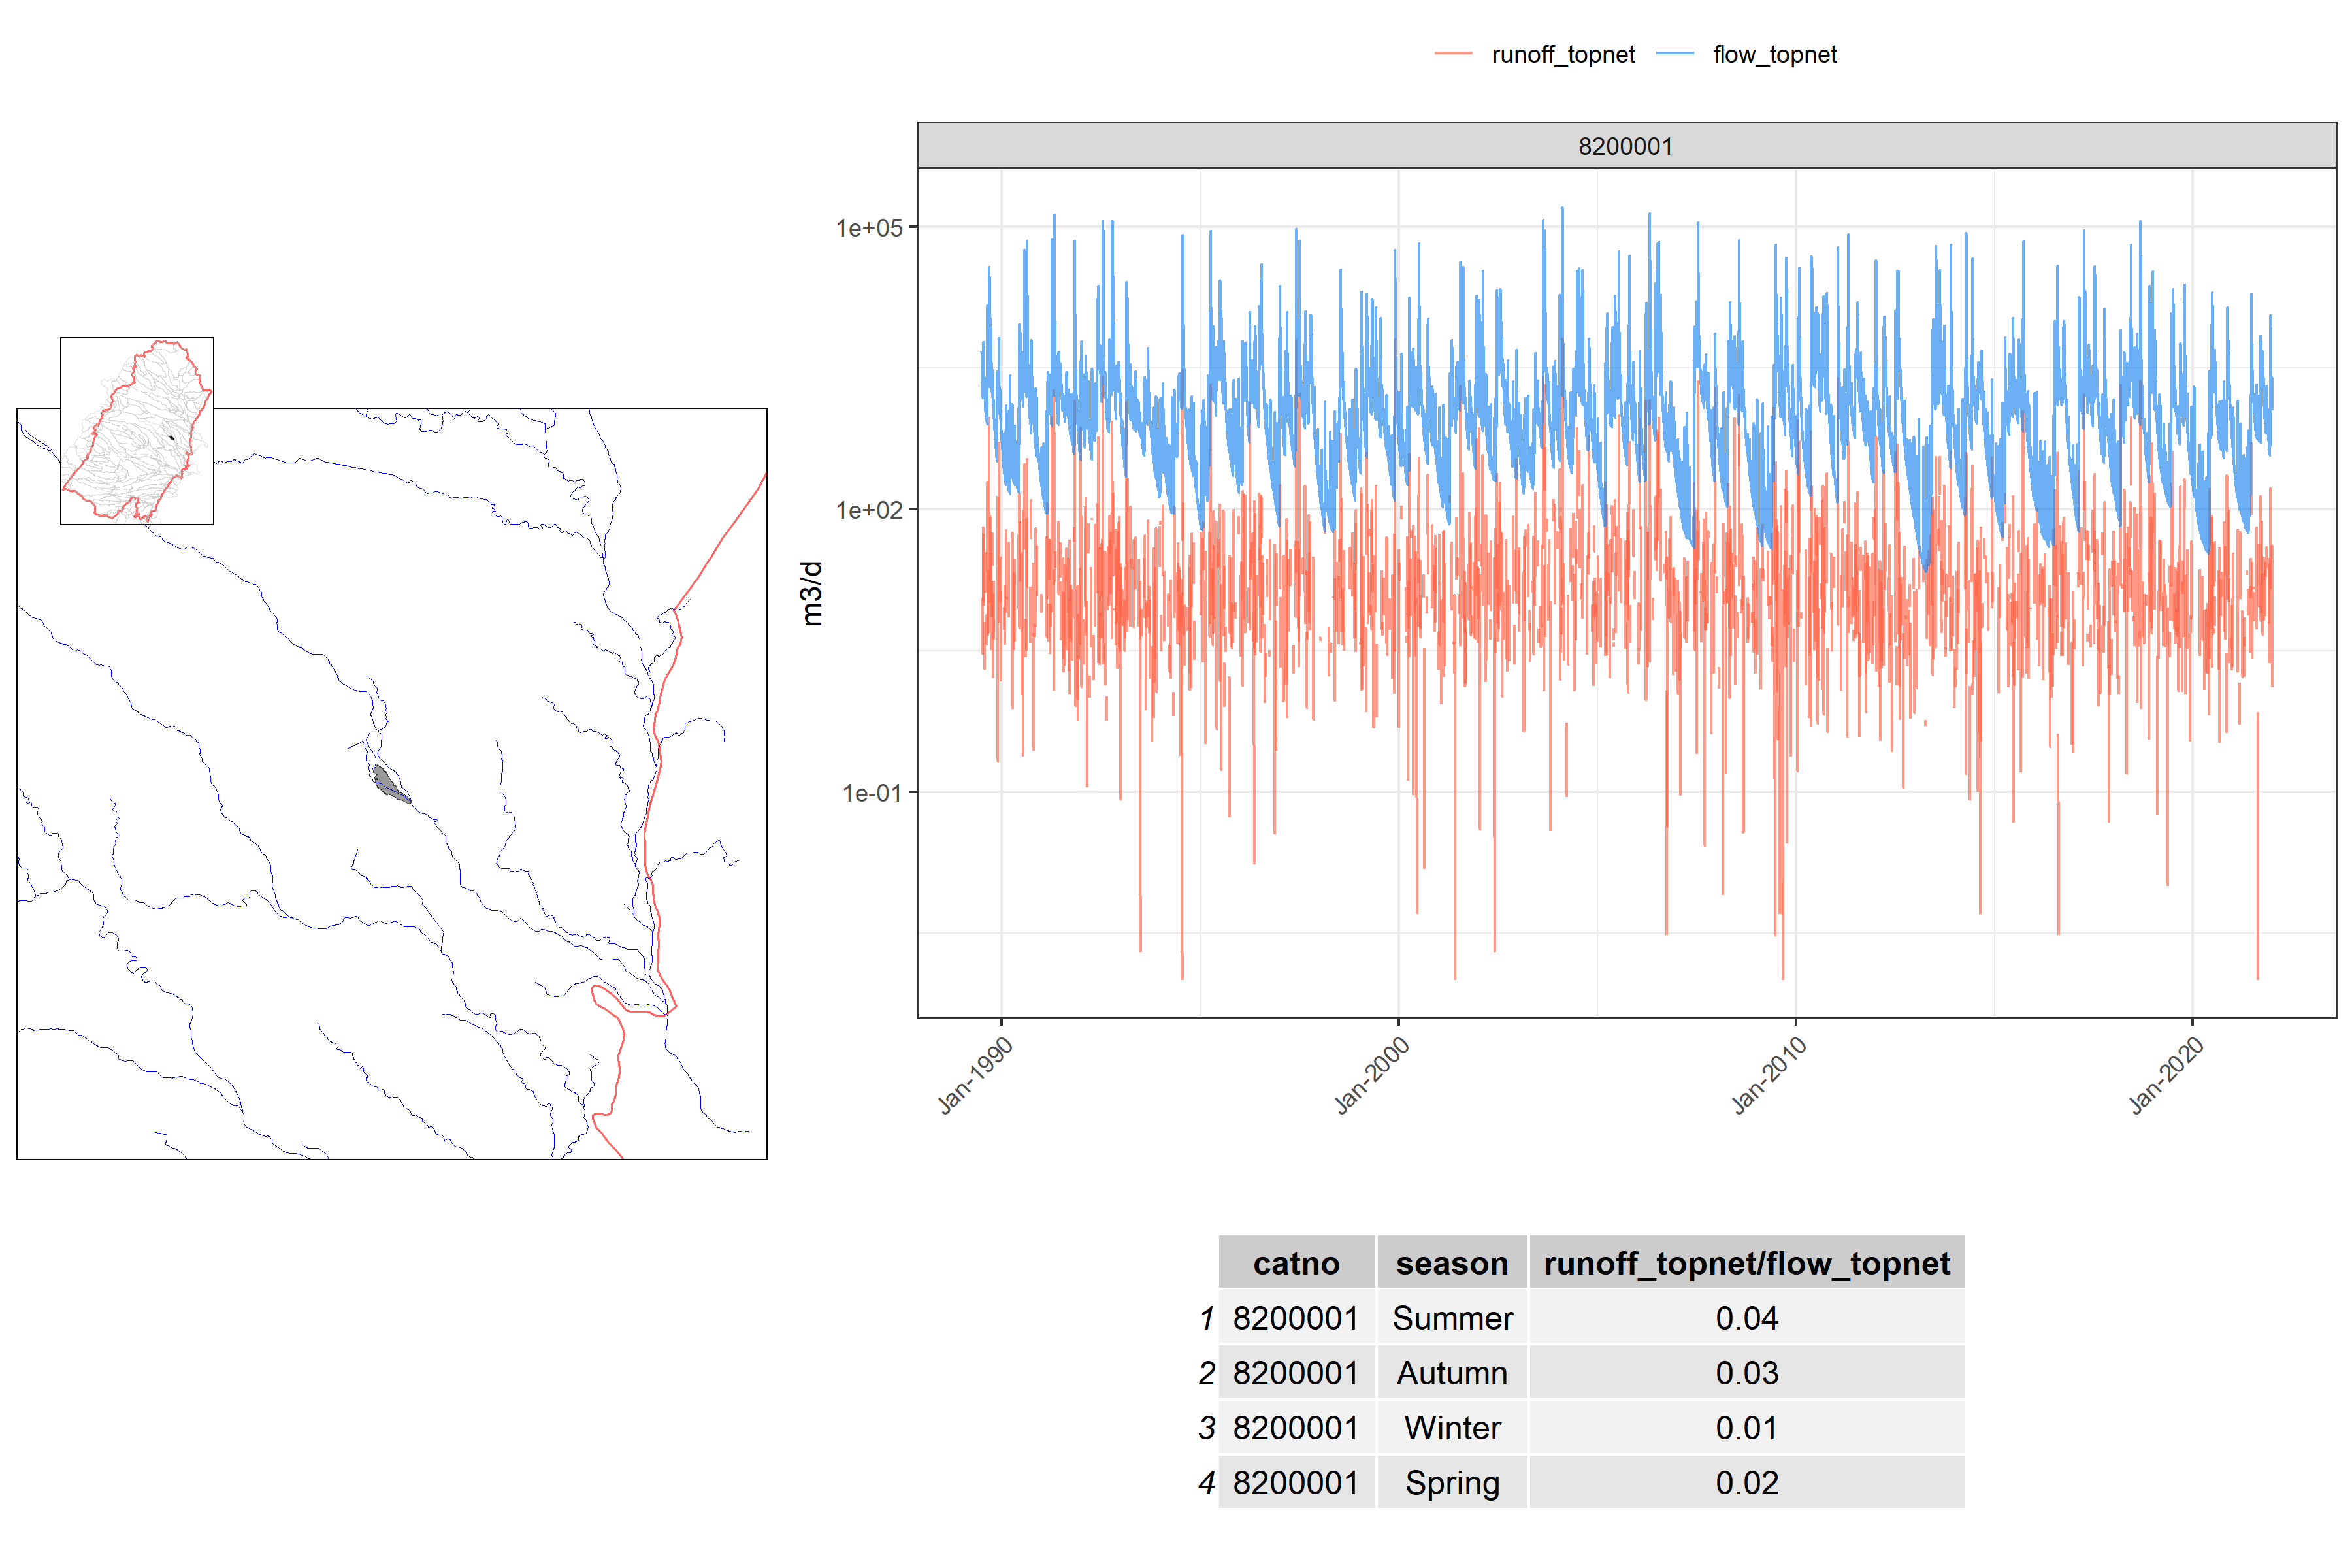 runoff_topnet flow_topnet
8200001
1e+05
1e+02
1e-01
m3/d
Jan-1990 Jan-2000 Jan-2010 Jan-2020
catno season runoff_topnet/flow_topnet
1 8200001 Summer 0.04
2 8200001 Autumn 0.03
3 8200001 Winter 0.01
4 8200001 Spring 0.02